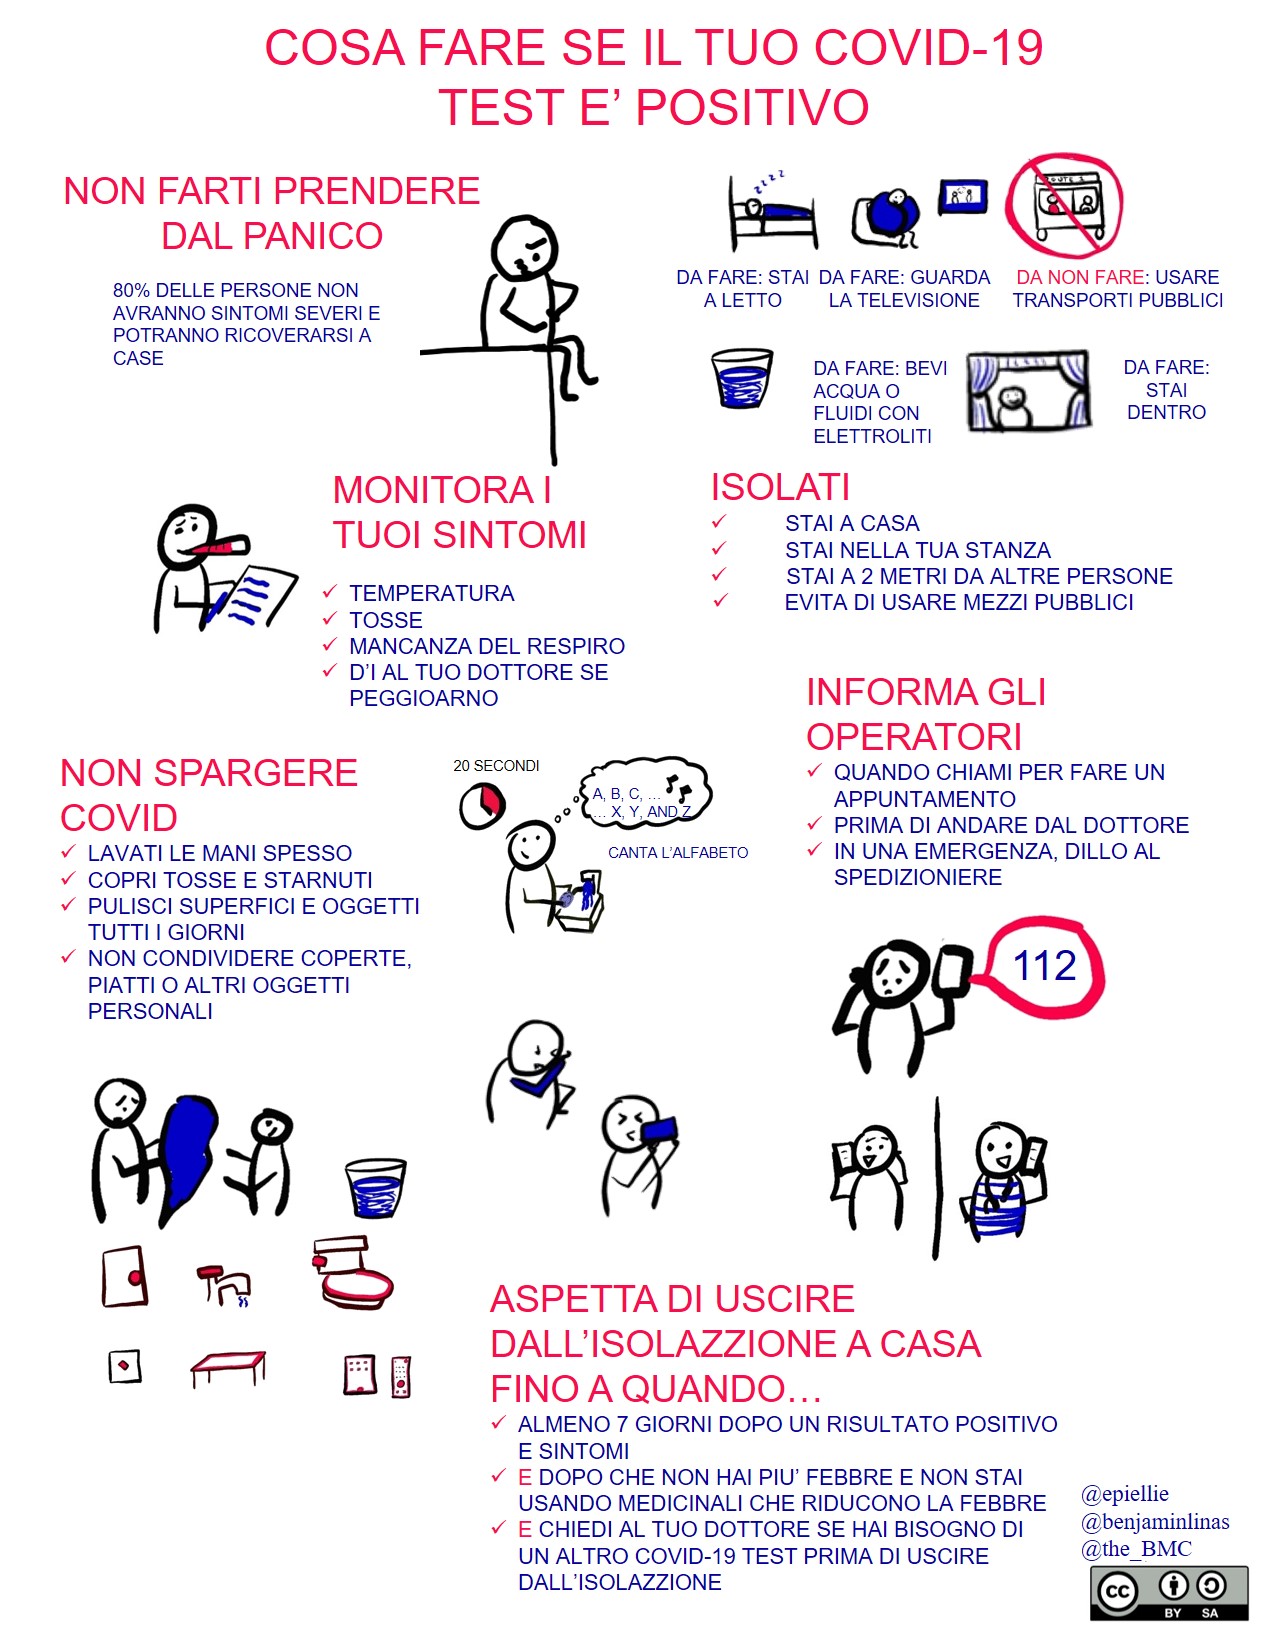 COSA FARE SE IL TUO COVID-19
TEST E’ POSITIVO
NON FARTI PRENDERE
DAL PANICO
80% DELLE PERSONE NON
AVRANNO SINTOMI SEVERI E
POTRANNO RICOVERARSI A
CASE
zzzz
ROUTE 1
DA FARE: STAI
A LETTO
DA FARE: GUARDA
LA TELEVISIONE
DA NON FARE: USARE
TRANSPORTI PUBBLICI
DA FARE: BEVI
ACQUA O
FLUIDI CON
ELETTROLITI
DA FARE:
STAI
DENTRO
MONITORA I
TUOI SINTOMI
✓ TEMPERATURA
✓ TOSSE
✓ MANCANZA DEL RESPIRO
✓ D’I AL TUO DOTTORE SE
PEGGIOARNO
ISOLATI
✓ STAI A CASA
✓ STAI NELLA TUA STANZA
✓ STAI A 2 METRI DA ALTRE PERSONE
✓ EVITA DI USARE MEZZI PUBBLICI
INFORMA GLI
OPERATORI
✓ QUANDO CHIAMI PER FARE UN
APPUNTAMENTO
✓ PRIMA DI ANDARE DAL DOTTORE
✓ IN UNA EMERGENZA, DILLO AL
SPEDIZIONIERE
112
NON SPARGERE
COVID
✓ LAVATI LE MANI SPESSO
✓ COPRI TOSSE E STARNUTI
✓ PULISCI SUPERFICI E OGGETTI
TUTTI I GIORNI
✓ NON CONDIVIDERE COPERTE,
PIATTI O ALTRI OGGETTI
PERSONALI
20 SECONDI
A, B, C, …
… X, Y, AND Z
CANTA L’ALFABETO
ASPETTA DI USCIRE
DALL’ISOLAZZIONE A CASA
FINO A QUANDO…
✓ ALMENO 7 GIORNI DOPO UN RISULTATO POSITIVO
E SINTOMI
✓ E DOPO CHE NON HAI PIU’ FEBBRE E NON STAI
USANDO MEDICINALI CHE RIDUCONO LA FEBBRE
✓ E CHIEDI AL TUO DOTTORE SE HAI BISOGNO DI
UN ALTRO COVID-19 TEST PRIMA DI USCIRE
DALL’ISOLAZZIONE
@epiellie
@benjaminlinas
@the_BMC
cc
BY SA